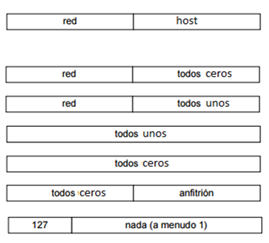 red host
red todos ceros
red todos unos
todos unos
todos ceros
todos ceros anfitrión
127 nada (a menudo 1)